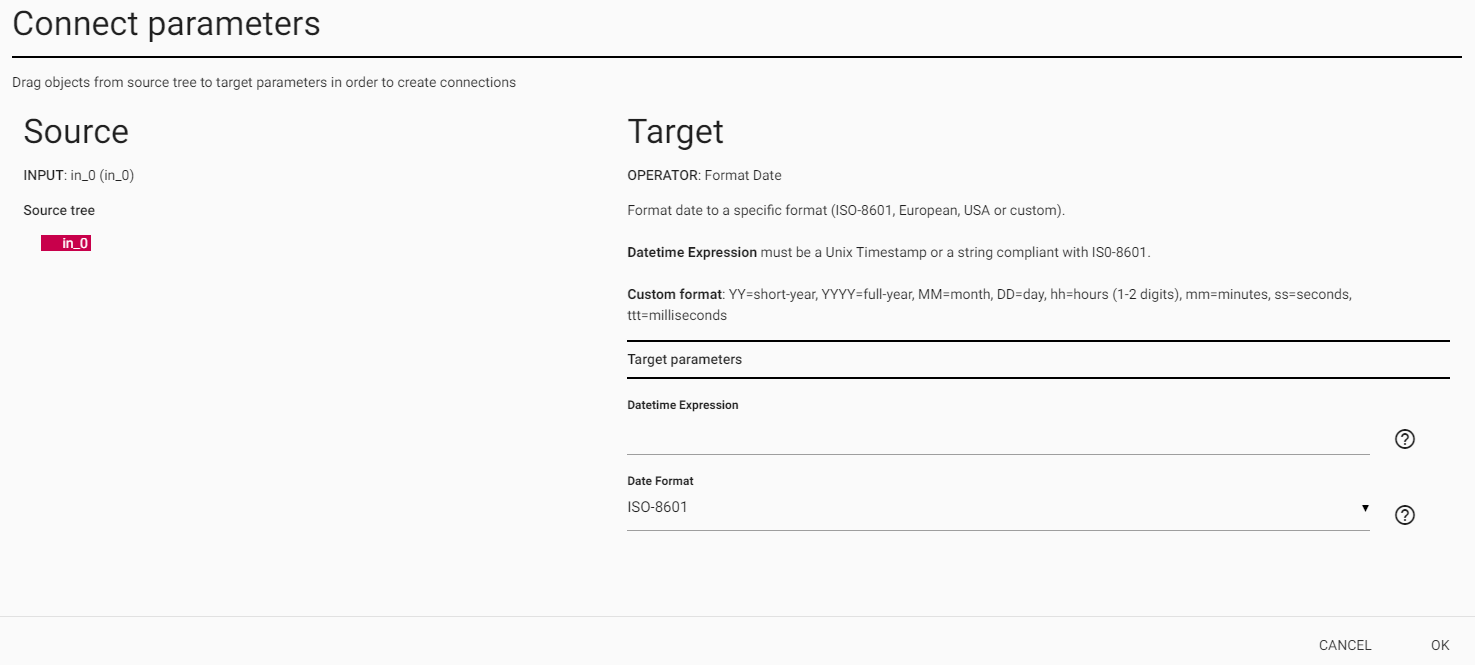 Connect parameters
Drag objects from source tree to target parameters in order to create connections
Source
INPUT: in_0 (in_0)
Source tree
in_0
Target
OPERATOR: Format Date
Format date to a specific format (ISO-8601, European, USA or custom).
Datetime Expression must be a Unix Timestamp or a string compliant with IS0-8601.
Custom format: YY=short-year, YYYY=full-year, MM=month, DD=day, hh=hours (1-2 digits), mm=minutes, ss=seconds,
ttt=milliseconds
Target parameters
Datetime Expression
?
Date Format
ISO-8601
?
CANCEL
OK